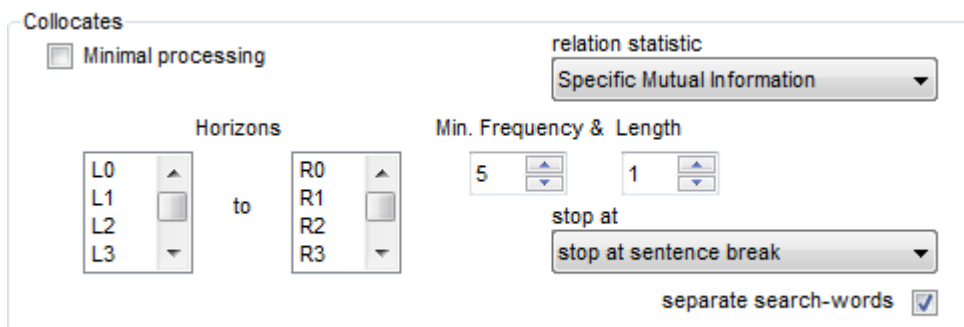 Collocates
Minimal processing
relation statistic
Specific Mutual Information
Horizons
Min. Frequency & Length
L0
L1
L2
L3
to
R0
R1
R2
R3
5
1
stop at
stop at sentence break
separate search-words